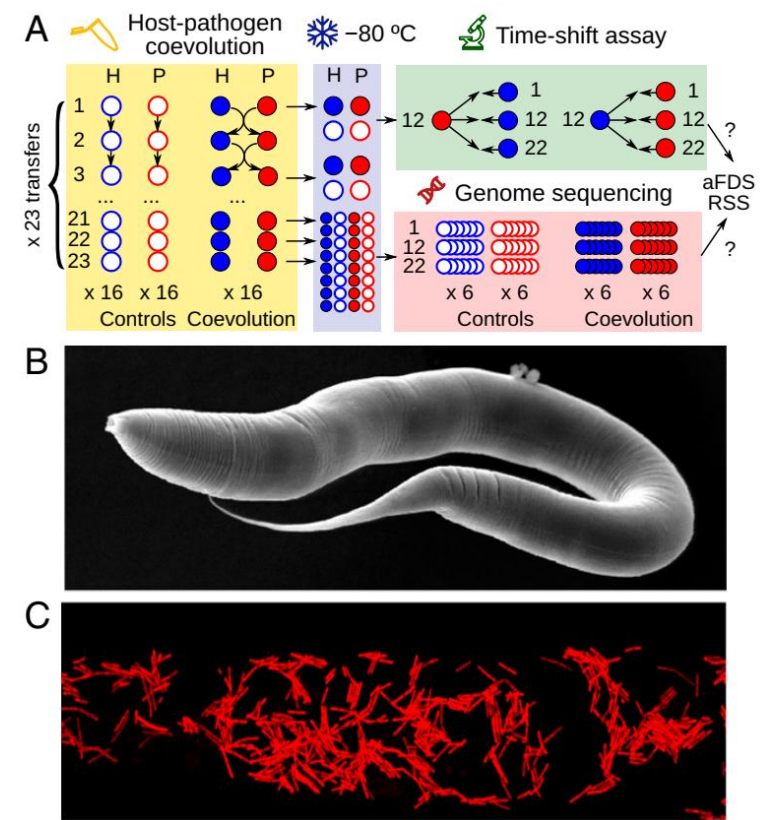 A
Host-pathogen
coevolution
−80 ºC
Time-shift assay
H P H P H P
1
2
3
...
... ... ...
21
22
23
x 23 transfers
x 16 x 16 x 16
Controls Coevolution
12
1
12
22
12
1
12
22
?
aFDS
RSS
?
Genome sequencing
1
12
22
x 6 x 6 x 6 x 6
Controls Coevolution
B
C